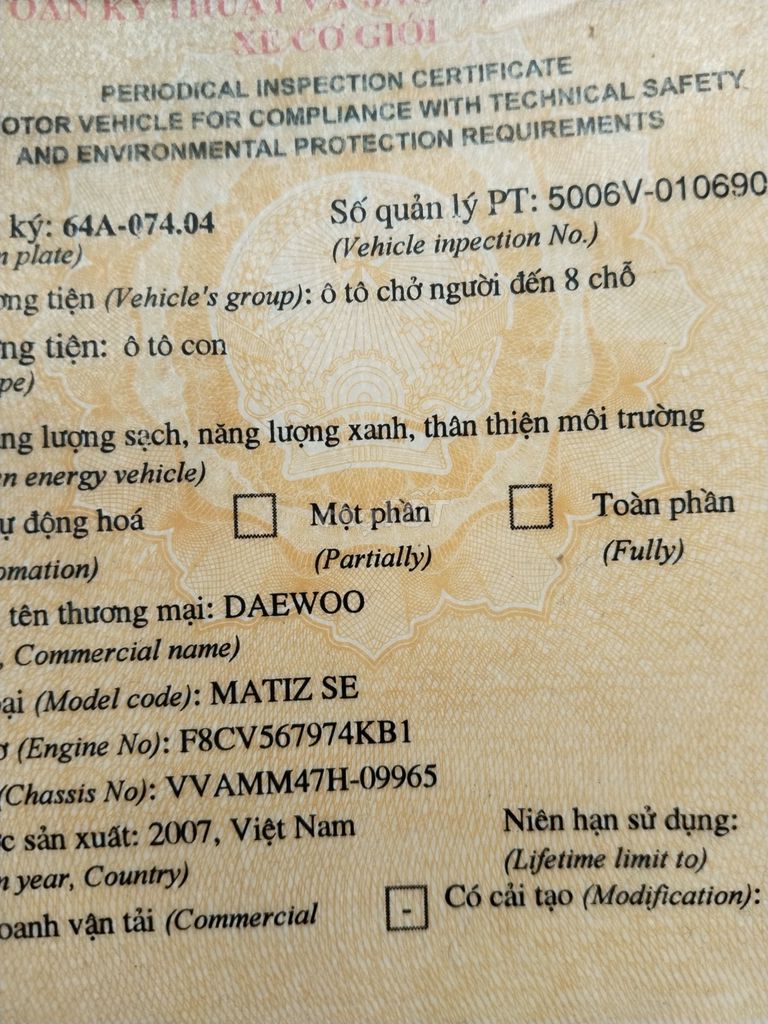 TOÀN KỸ THUẬT VÀ
XE CƠ GIỚI
PERIODICAL INSPECTION CERTIFICATE
OTOR VEHICLE FOR COMPLIANCE WITH TECHNICAL SAFETY
AND ENVIRONMENTAL PROTECTION REQUIREMENTS
ký: 64A-074.04 Số quản lý PT: 5006V-010690
n plate) (Vehicle inpection No.)
ơng tiện (Vehicle's group): ô tô chở người đến 8 chỗ
ng tiện: ô tô con
pe)
ng lượng sạch, năng lượng xanh, thân thiện môi trường
n energy vehicle)
ự động hoá Một phần Toàn phần
omation) (Partially) (Fully)
tên thương mại: DAEWOO
, Commercial name)
ại (Model code): MATIZ SE
ơ (Engine No): F8CV567974KB1
(Chassis No): VVAMM47H-09965
c sản xuất: 2007, Việt Nam Niên hạn sử dụng:
n year, Country) (Lifetime limit to)
oanh vận tải (Commercial - Có cải tạo (Modification):